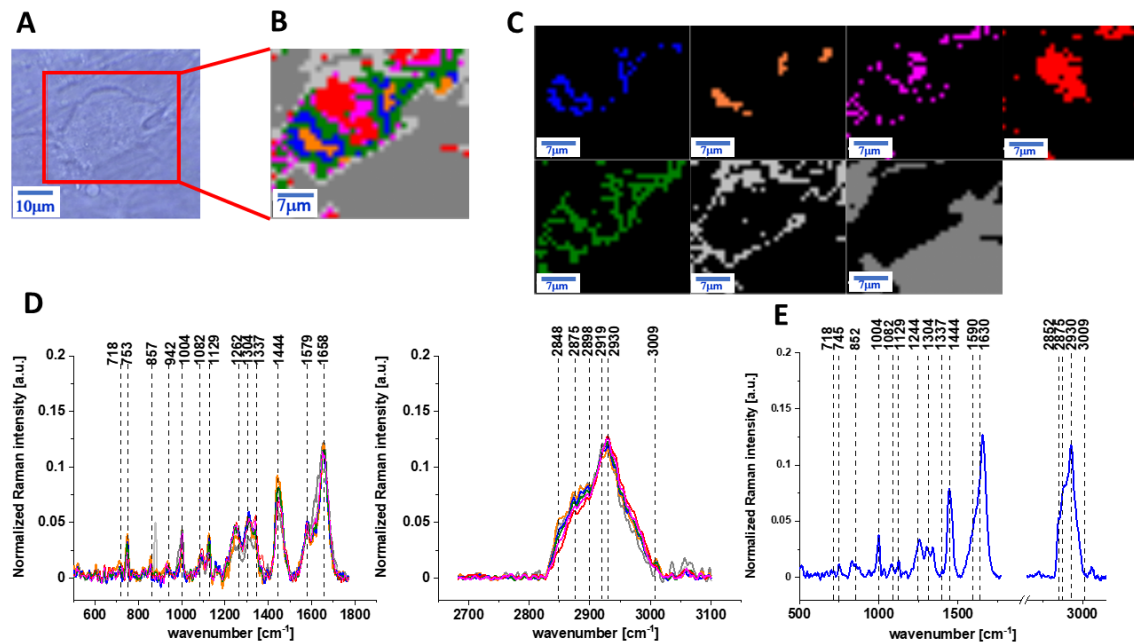 A
B
C
10µm
7µm
7µm
7µm
7µm
7µm
7µm
7µm
7µm
D
E
718
753
857
942
1004
1082
1129
1262
1304
1337
1444
1579
1658
2848
2875
2898
2919
2930
3009
718
745
852
1004
1082
1129
1244
1304
1337
1444
1590
1630
2852
2875
2930
3009
Normalized Raman intensity [a.u.]
0.2
0.15
0.1
0.05
0
600 800 1000 1200 1400 1600 1800
wavenumber [cm-1]
Normalized Raman intensity [a.u.]
0.2
0.15
0.1
0.05
0
2700 2800 2900 3000 3100
wavenumber [cm-1]
Normalized Raman intensity [a.u.]
0.2
0.15
0.1
0.05
0
500 1000 1500 3000
wavenumber [cm-1]